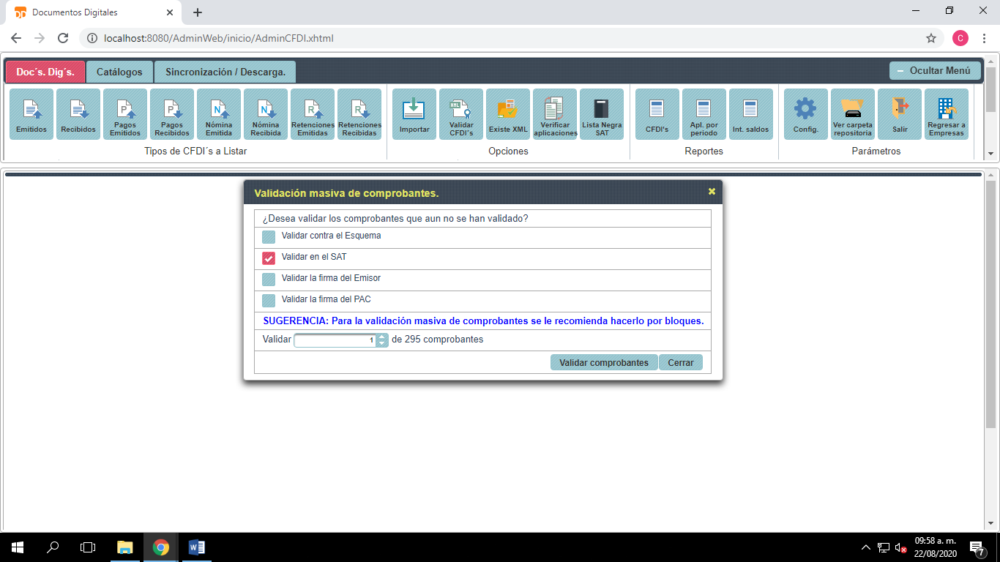 Documentos Digitales
localhost:8080/AdminWeb/inicio/AdminCFDI.xhtml
C
Doc´s. Dig´s.
Catálogos
Sincronización / Descarga.
Ocultar Menú
Emitidos
Recibidos
Pagos Emitidos
Pagos Recibidos
Nómina Emitida
Nómina Recibida
Retenciones Emitidas
Retenciones Recibidas
Tipos de CFDI´s a Listar
Importar
Validar CFDI´s
Existe XML
Verificar aplicaciones
Lista Negra SAT
Opciones
CFDI's
Apl. por periodo
Int. saldos
Reportes
Config.
Ver carpeta repositoria
Salir
Regresar a Empresas
Parámetros
Validación masiva de comprobantes.
¿Desea validar los comprobantes que aun no se han validado?
Validar contra el Esquema
Validar en el SAT
Validar la firma del Emisor
Validar la firma del PAC
SUGERENCIA: Para la validación masiva de comprobantes se le recomienda hacerlo por bloques.
Validar 1 de 295 comprobantes
Validar comprobantes
Cerrar
09:58 a. m.
22/08/2020
7